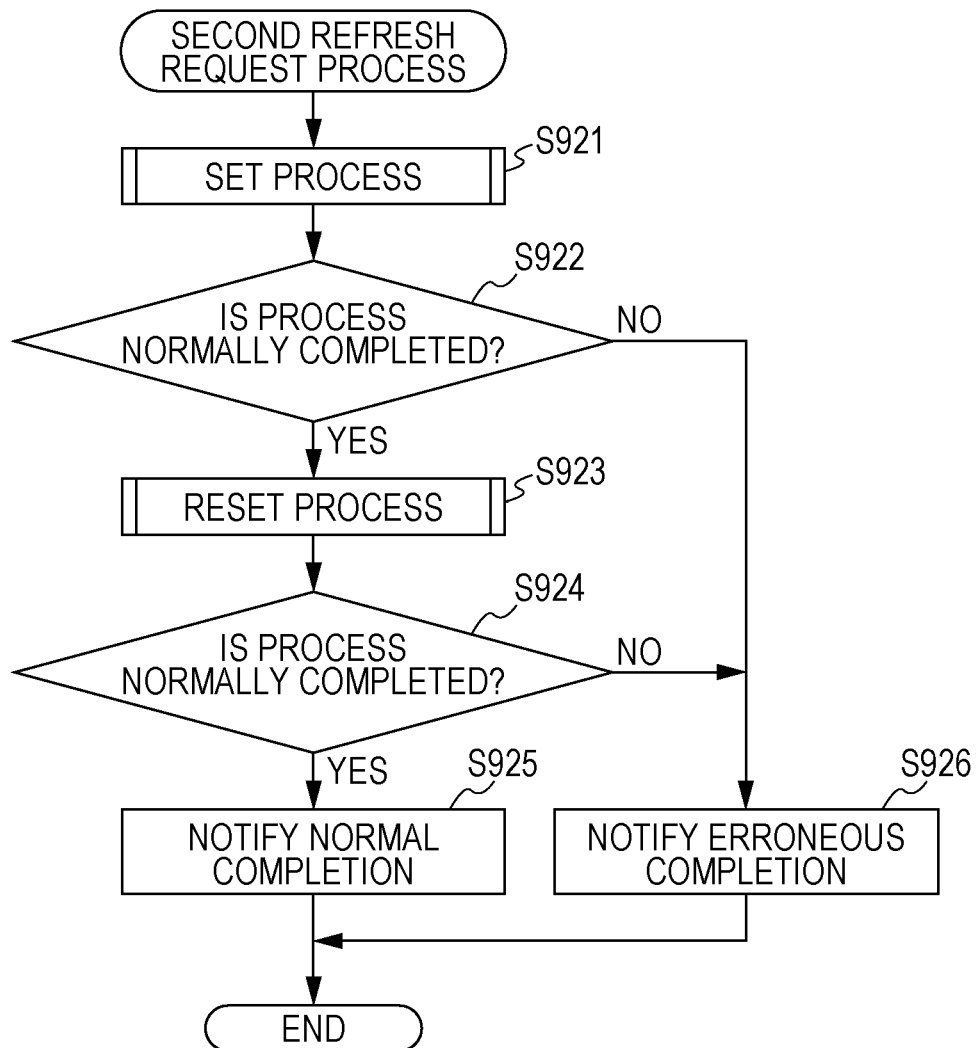 SECOND REFRESH
REQUEST PROCESS
S921
SET PROCESS
S922
IS PROCESS
NORMALLY COMPLETED?
NO
YES
S923
RESET PROCESS
S924
IS PROCESS
NORMALLY COMPLETED?
NO
YES
S925
NOTIFY NORMAL
COMPLETION
S926
NOTIFY ERRONEOUS
COMPLETION
END